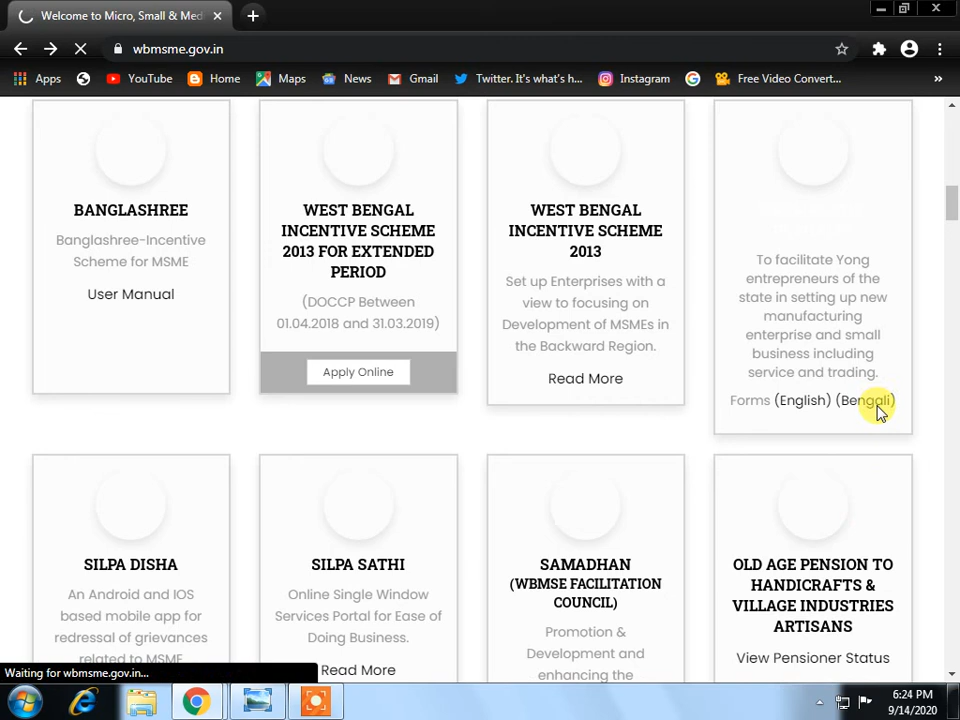 Welcome to Micro, Small & Med
wbmsme.gov.in
Apps
YouTube
Home
Maps
News
Gmail
Twitter. It's what's h...
Instagram
Free Video Convert...
»
BANGLASHREE
Banglashree-Incentive
Scheme for MSME
User Manual
WEST BENGAL
INCENTIVE SCHEME
2013 FOR EXTENDED
PERIOD
(DOCCP Between
01.04.2018 and 31.03.2019)
Apply Online
WEST BENGAL
INCENTIVE SCHEME
2013
Set up Enterprises with a
view to focusing on
Development of MSMEs in
the Backward Region.
Read More
To facilitate Yong
entrepreneurs of the
state in setting up new
manufacturing
enterprise and small
business including
service and trading.
Forms (English) (Bengali)
SILPA DISHA
An Android and IOS
based mobile app for
redressal of grievances
related to MSME
SILPA SATHI
Online Single Window
Services Portal for Ease of
Doing Business.
Read More
SAMADHAN
(WBMSE FACILITATION
COUNCIL)
Promotion &
Development and
enhancing the
OLD AGE PENSION TO
HANDICRAFTS &
VILLAGE INDUSTRIES
ARTISANS
View Pensioner Status
Waiting for wbmsme.gov.in...
6:24 PM
9/14/2020